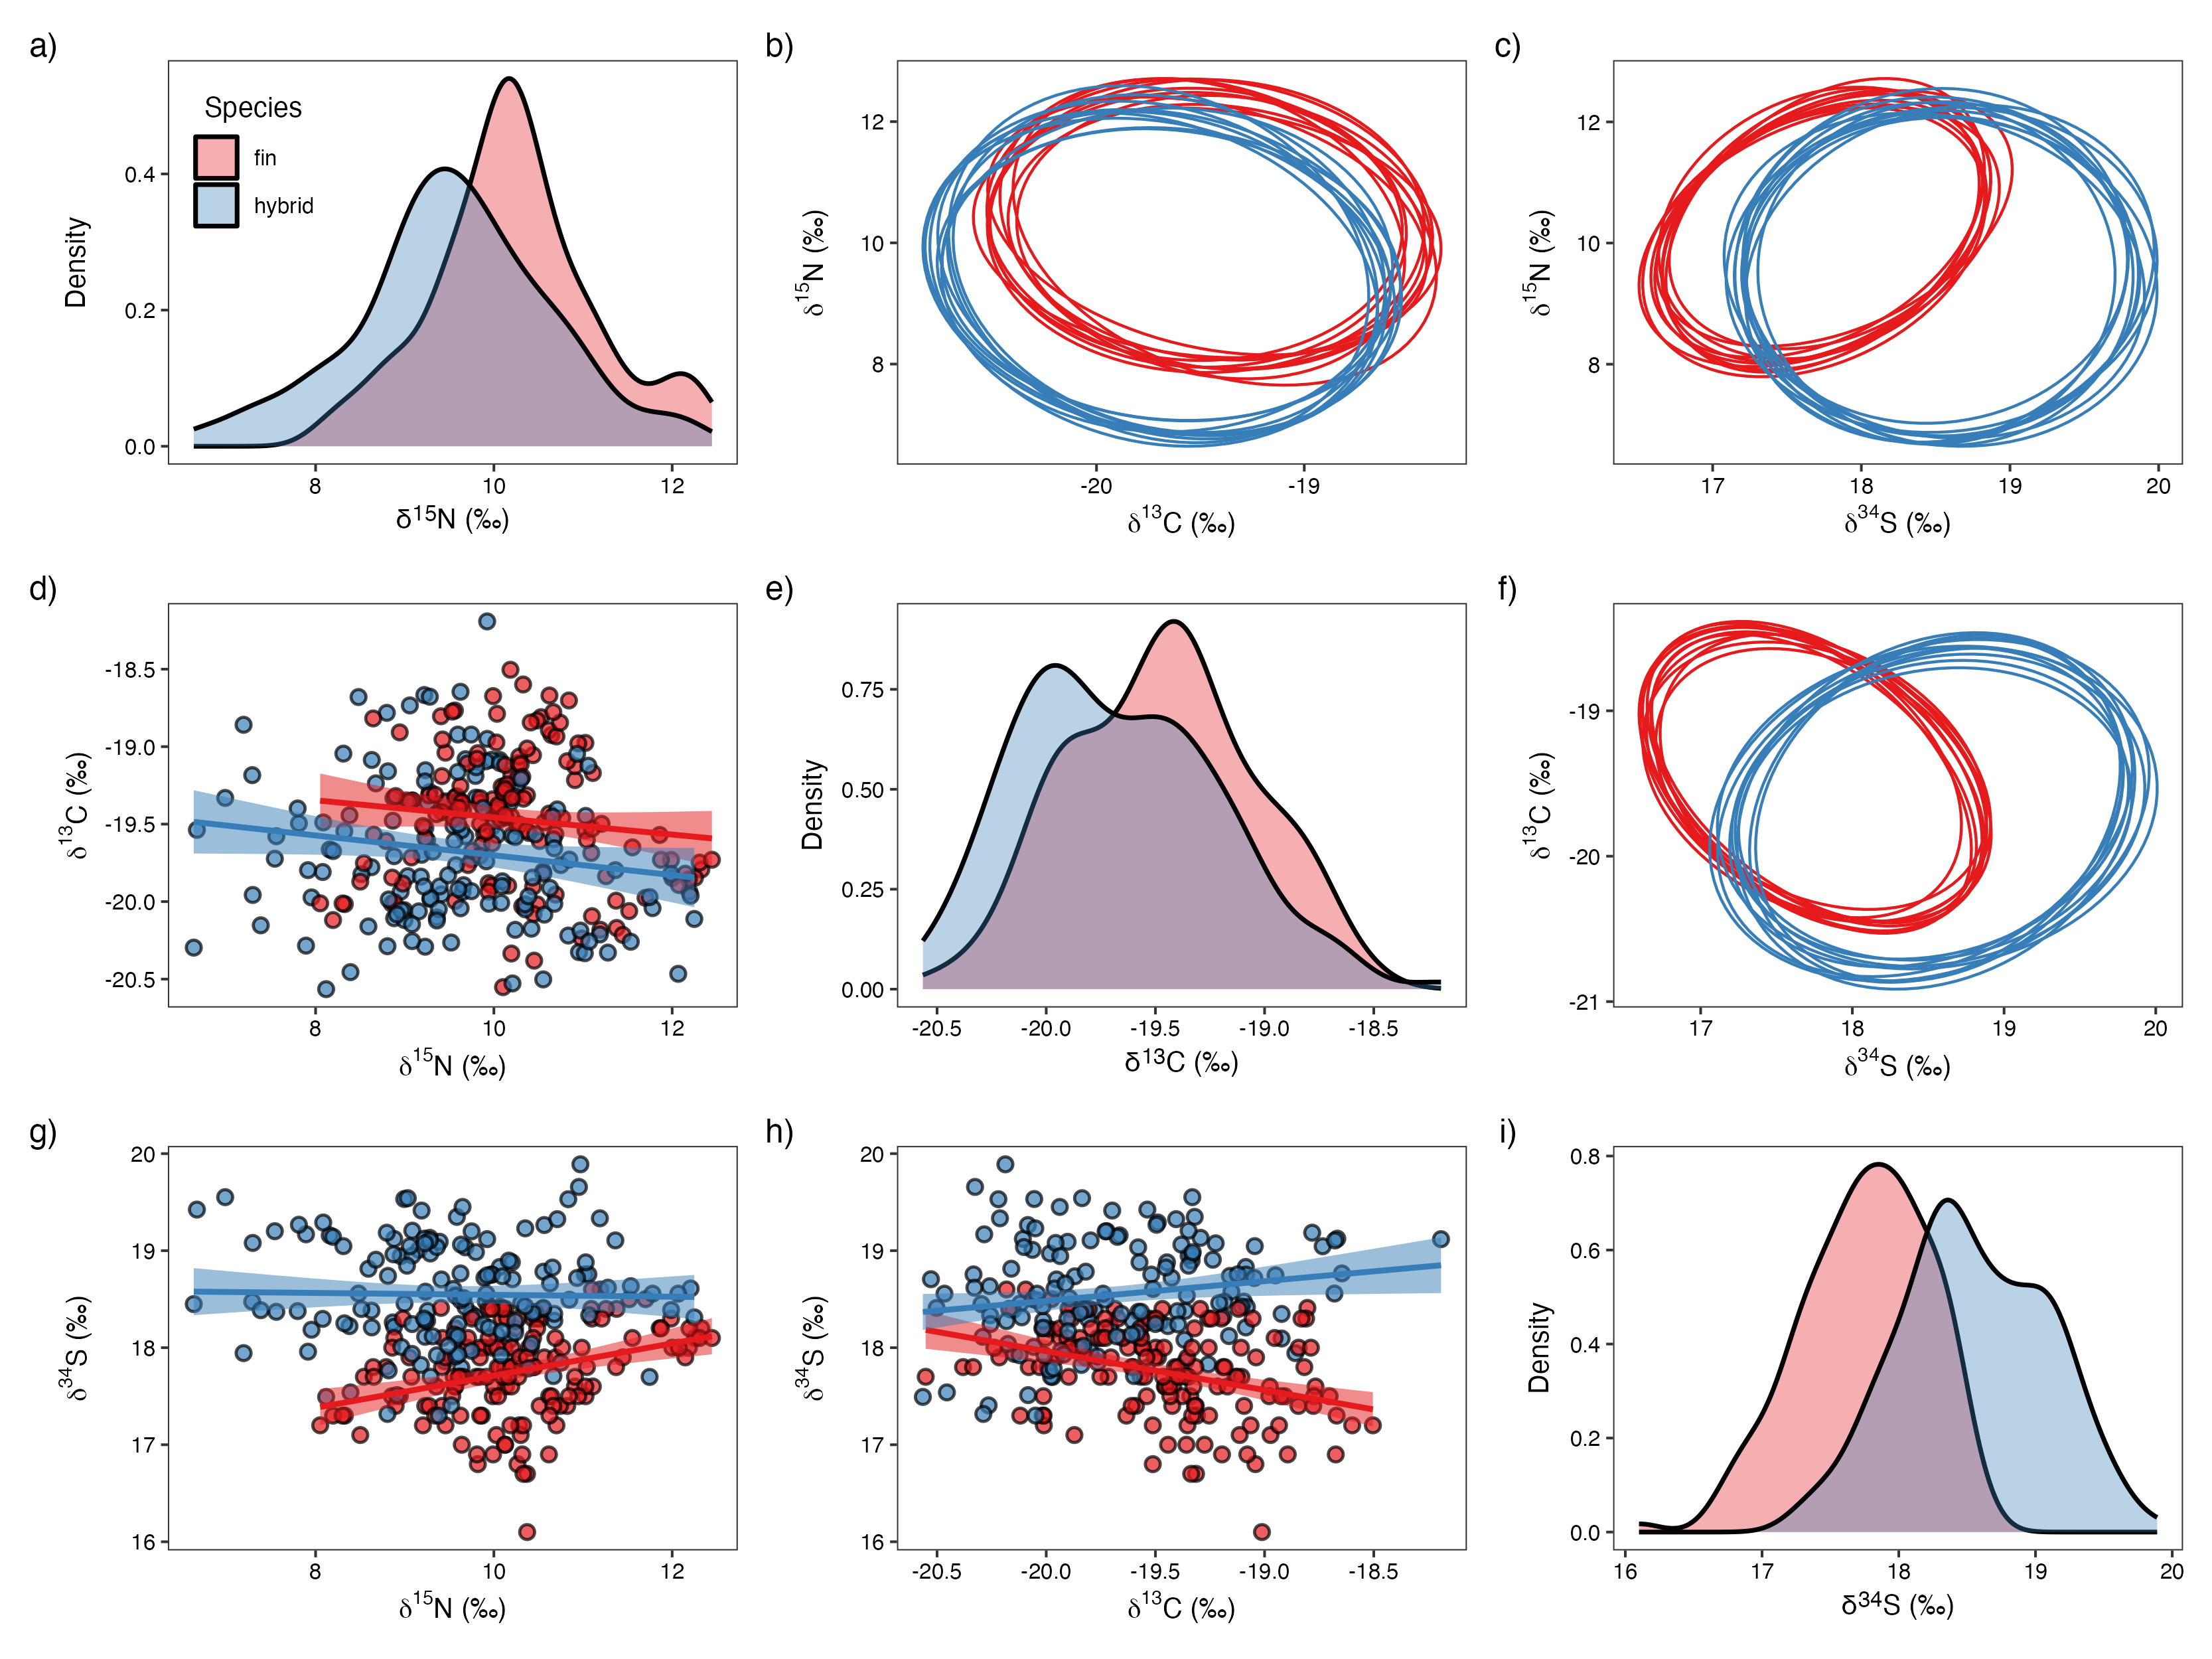 a)
Species
fin
hybrid
Density
0.4
0.2
0.0
8 10 12
δ¹⁵N (‰)
b)
δ¹⁵N (‰)
12
10
8
-20 -19
δ¹³C (‰)
c)
δ¹⁵N (‰)
12
10
8
17 18 19 20
δ³⁴S (‰)
d)
δ¹³C (‰)
-18.5
-19.0
-19.5
-20.0
-20.5
8 10 12
δ¹⁵N (‰)
e)
Density
0.75
0.50
0.25
0.00
-20.5 -20.0 -19.5 -19.0 -18.5
δ¹³C (‰)
f)
δ¹³C (‰)
-19
-20
-21
17 18 19 20
δ³⁴S (‰)
g)
δ³⁴S (‰)
20
19
18
17
16
8 10 12
δ¹⁵N (‰)
h)
δ³⁴S (‰)
20
19
18
17
16
-20.5 -20.0 -19.5 -19.0 -18.5
δ¹³C (‰)
i)
Density
0.8
0.6
0.4
0.2
0.0
16 17 18 19 20
δ³⁴S (‰)